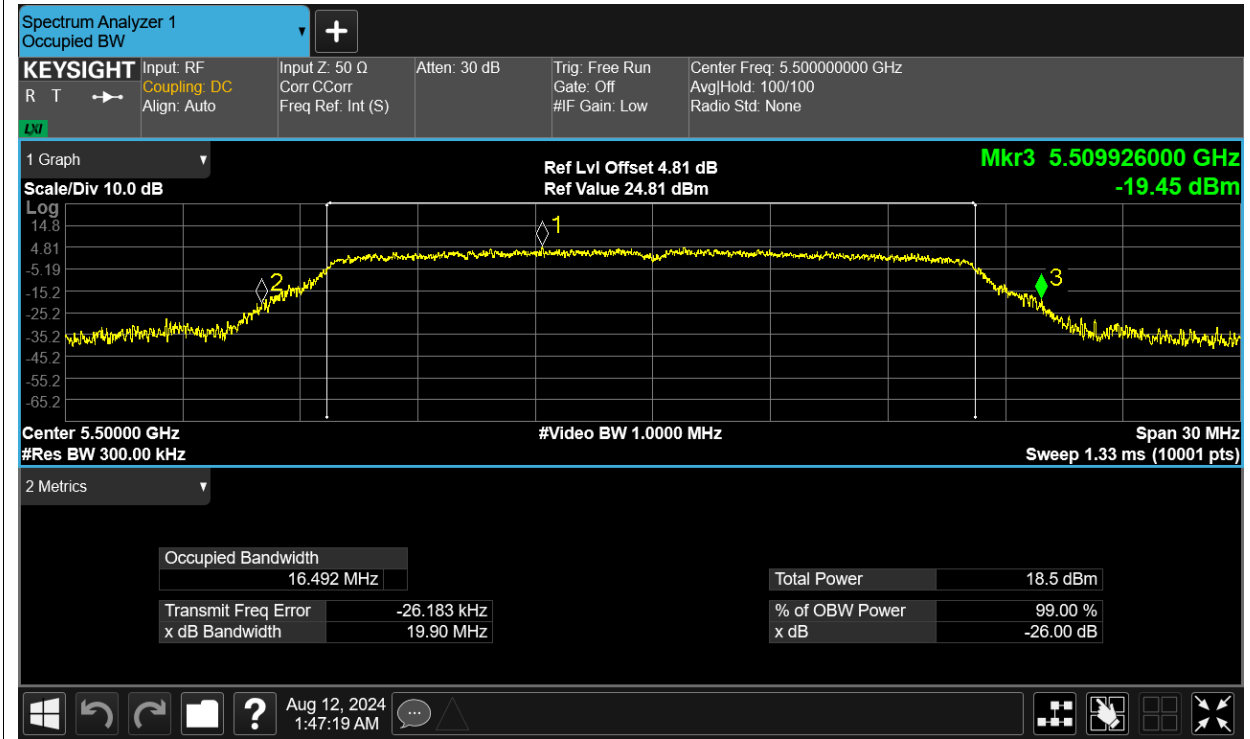 Spectrum Analyzer 1
Occupied BW
KEYSIGHT
R T
LXI
Input: RF
Coupling: DC
Align: Auto
Input Z: 50 Ω
Corr CCorr
Freq Ref: Int (S)
Atten: 30 dB
Trig: Free Run
Gate: Off
#IF Gain: Low
Center Freq: 5.500000000 GHz
Avg|Hold: 100/100
Radio Std: None
1 Graph
Scale/Div 10.0 dB
Ref Lvl Offset 4.81 dB
Ref Value 24.81 dBm
Mkr3 5.509926000 GHz
-19.45 dBm
Log
14.8
4.81
-5.19
-15.2
-25.2
-35.2
-45.2
-55.2
-65.2
1
2
3
Center 5.50000 GHz
#Res BW 300.00 kHz
#Video BW 1.0000 MHz
Span 30 MHz
Sweep 1.33 ms (10001 pts)
2 Metrics
Occupied Bandwidth
16.492 MHz
Transmit Freq Error -26.183 kHz
x dB Bandwidth 19.90 MHz
Total Power 18.5 dBm
% of OBW Power 99.00 %
x dB -26.00 dB
?
Aug 12, 2024
1:47:19 AM